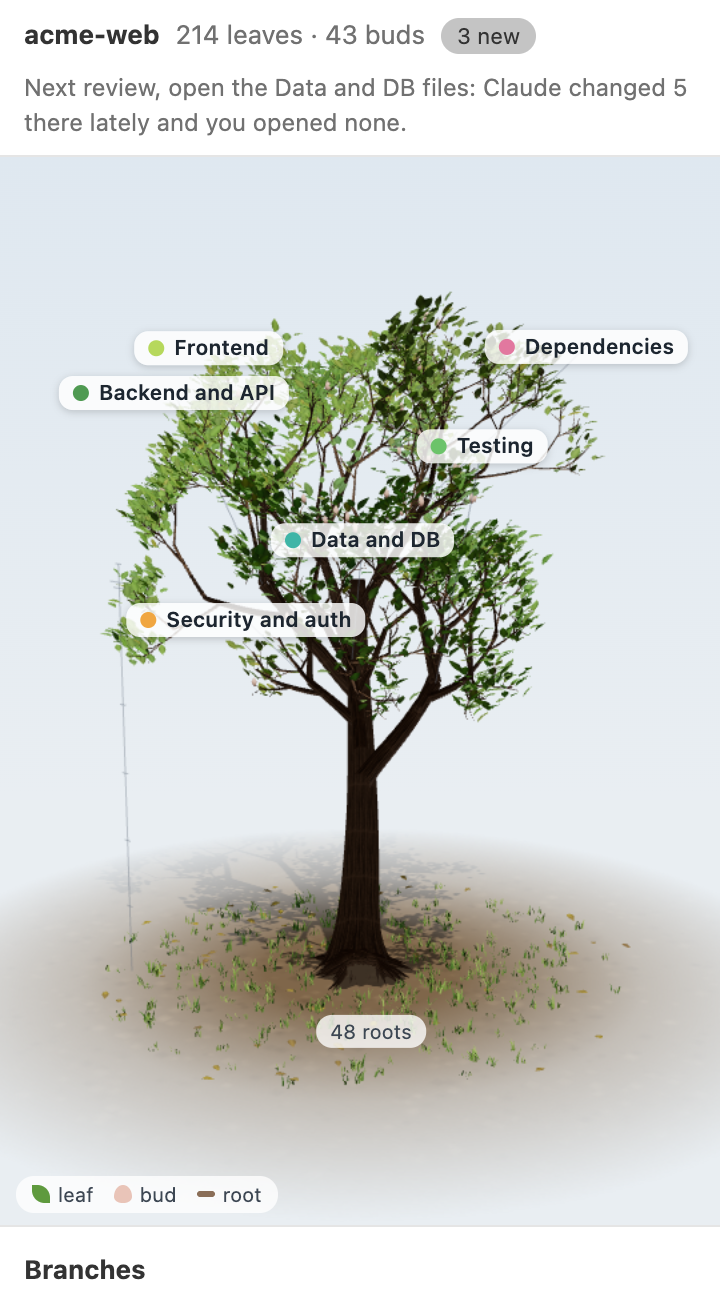 acme-web 214 leaves · 43 buds 3 new
Next review, open the Data and DB files: Claude changed 5
there lately and you opened none.
Frontend
Dependencies
Backend and API
Testing
Data and DB
Security and auth
48 roots
leaf bud root
Branches